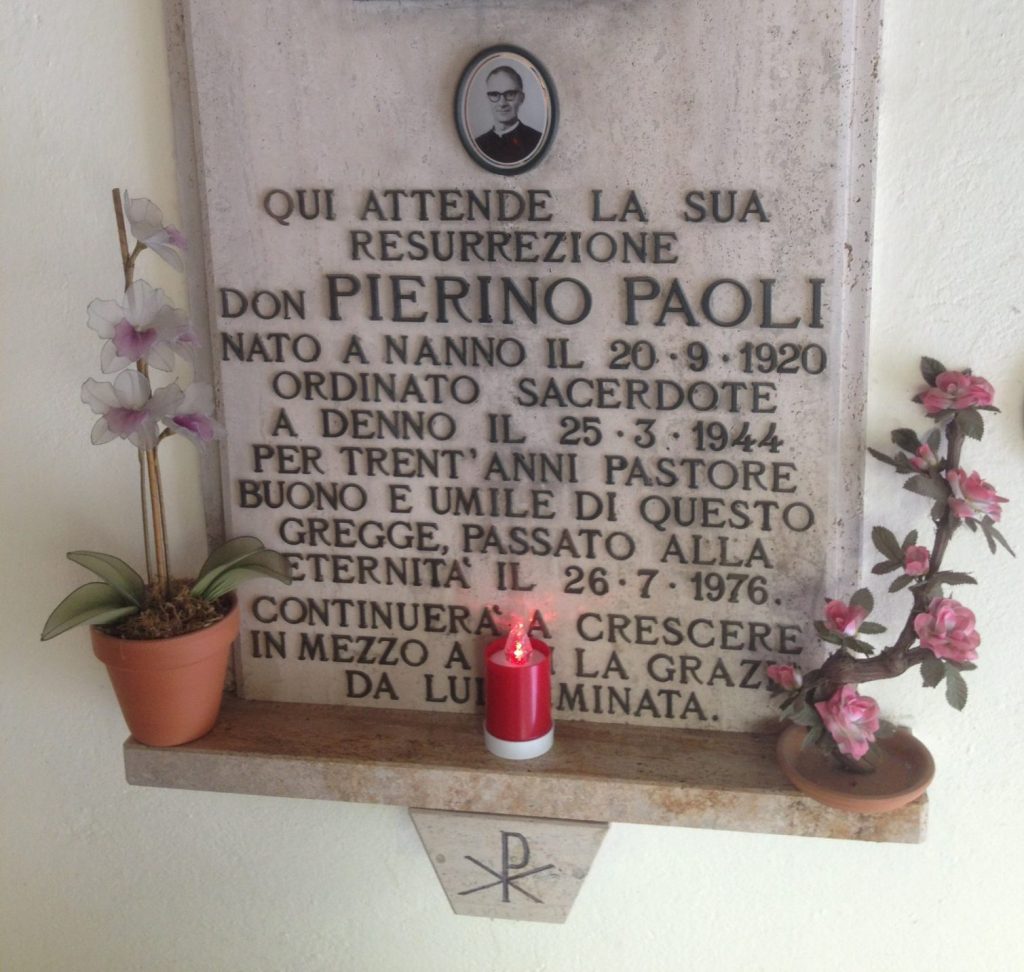 QUI ATTENDE LA SUA
RESURREZIONE
DON PIERINO PAOLI
NATO A NANNO IL 20·9·1920
ORDINATO SACERDOTE
A DENNO IL 25·3·1944
PER TRENT'ANNI PASTORE
BUONO E UMILE DI QUESTO
GREGGE, PASSATO ALLA
ETERNITA' IL 26·7·1976.
CONTINUERA' A CRESCERE
IN MEZZO A LA
DA